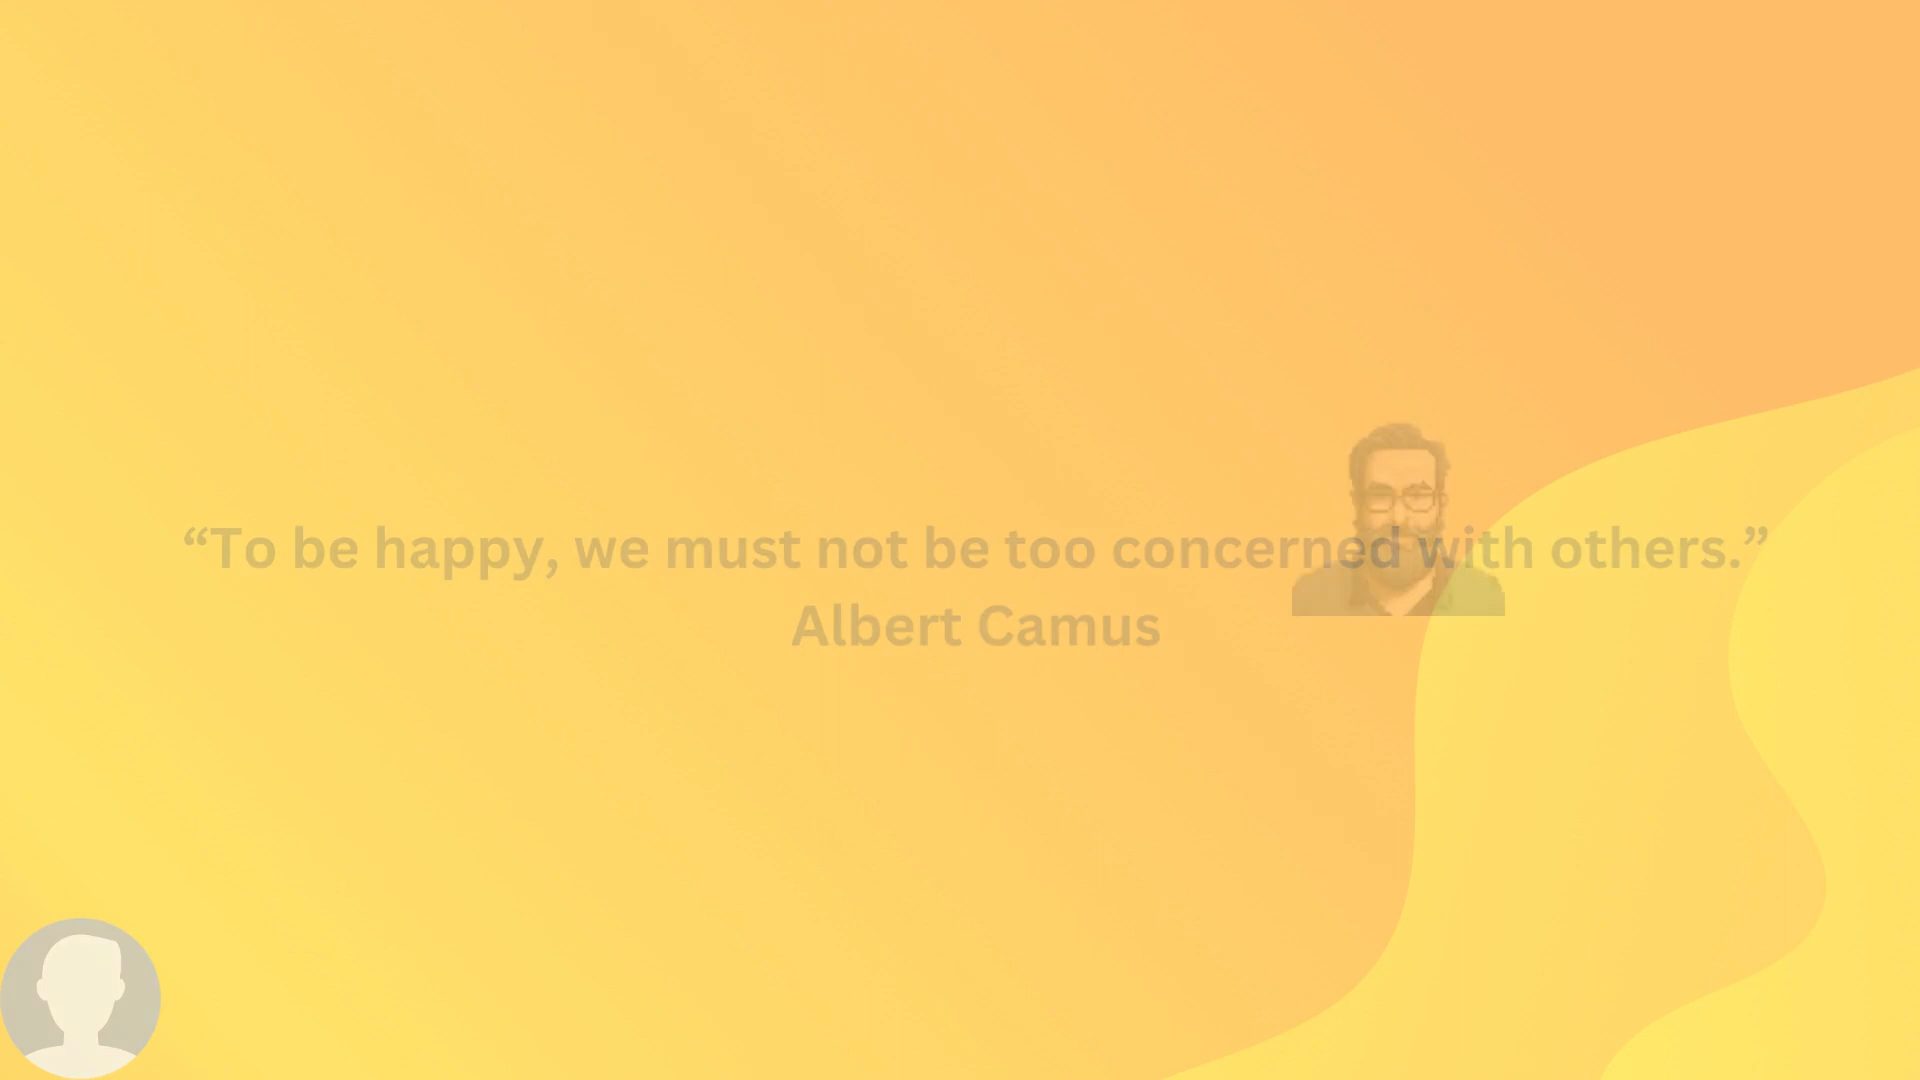 “To be happy, we must not be too concerned with others.”
Albert Camus